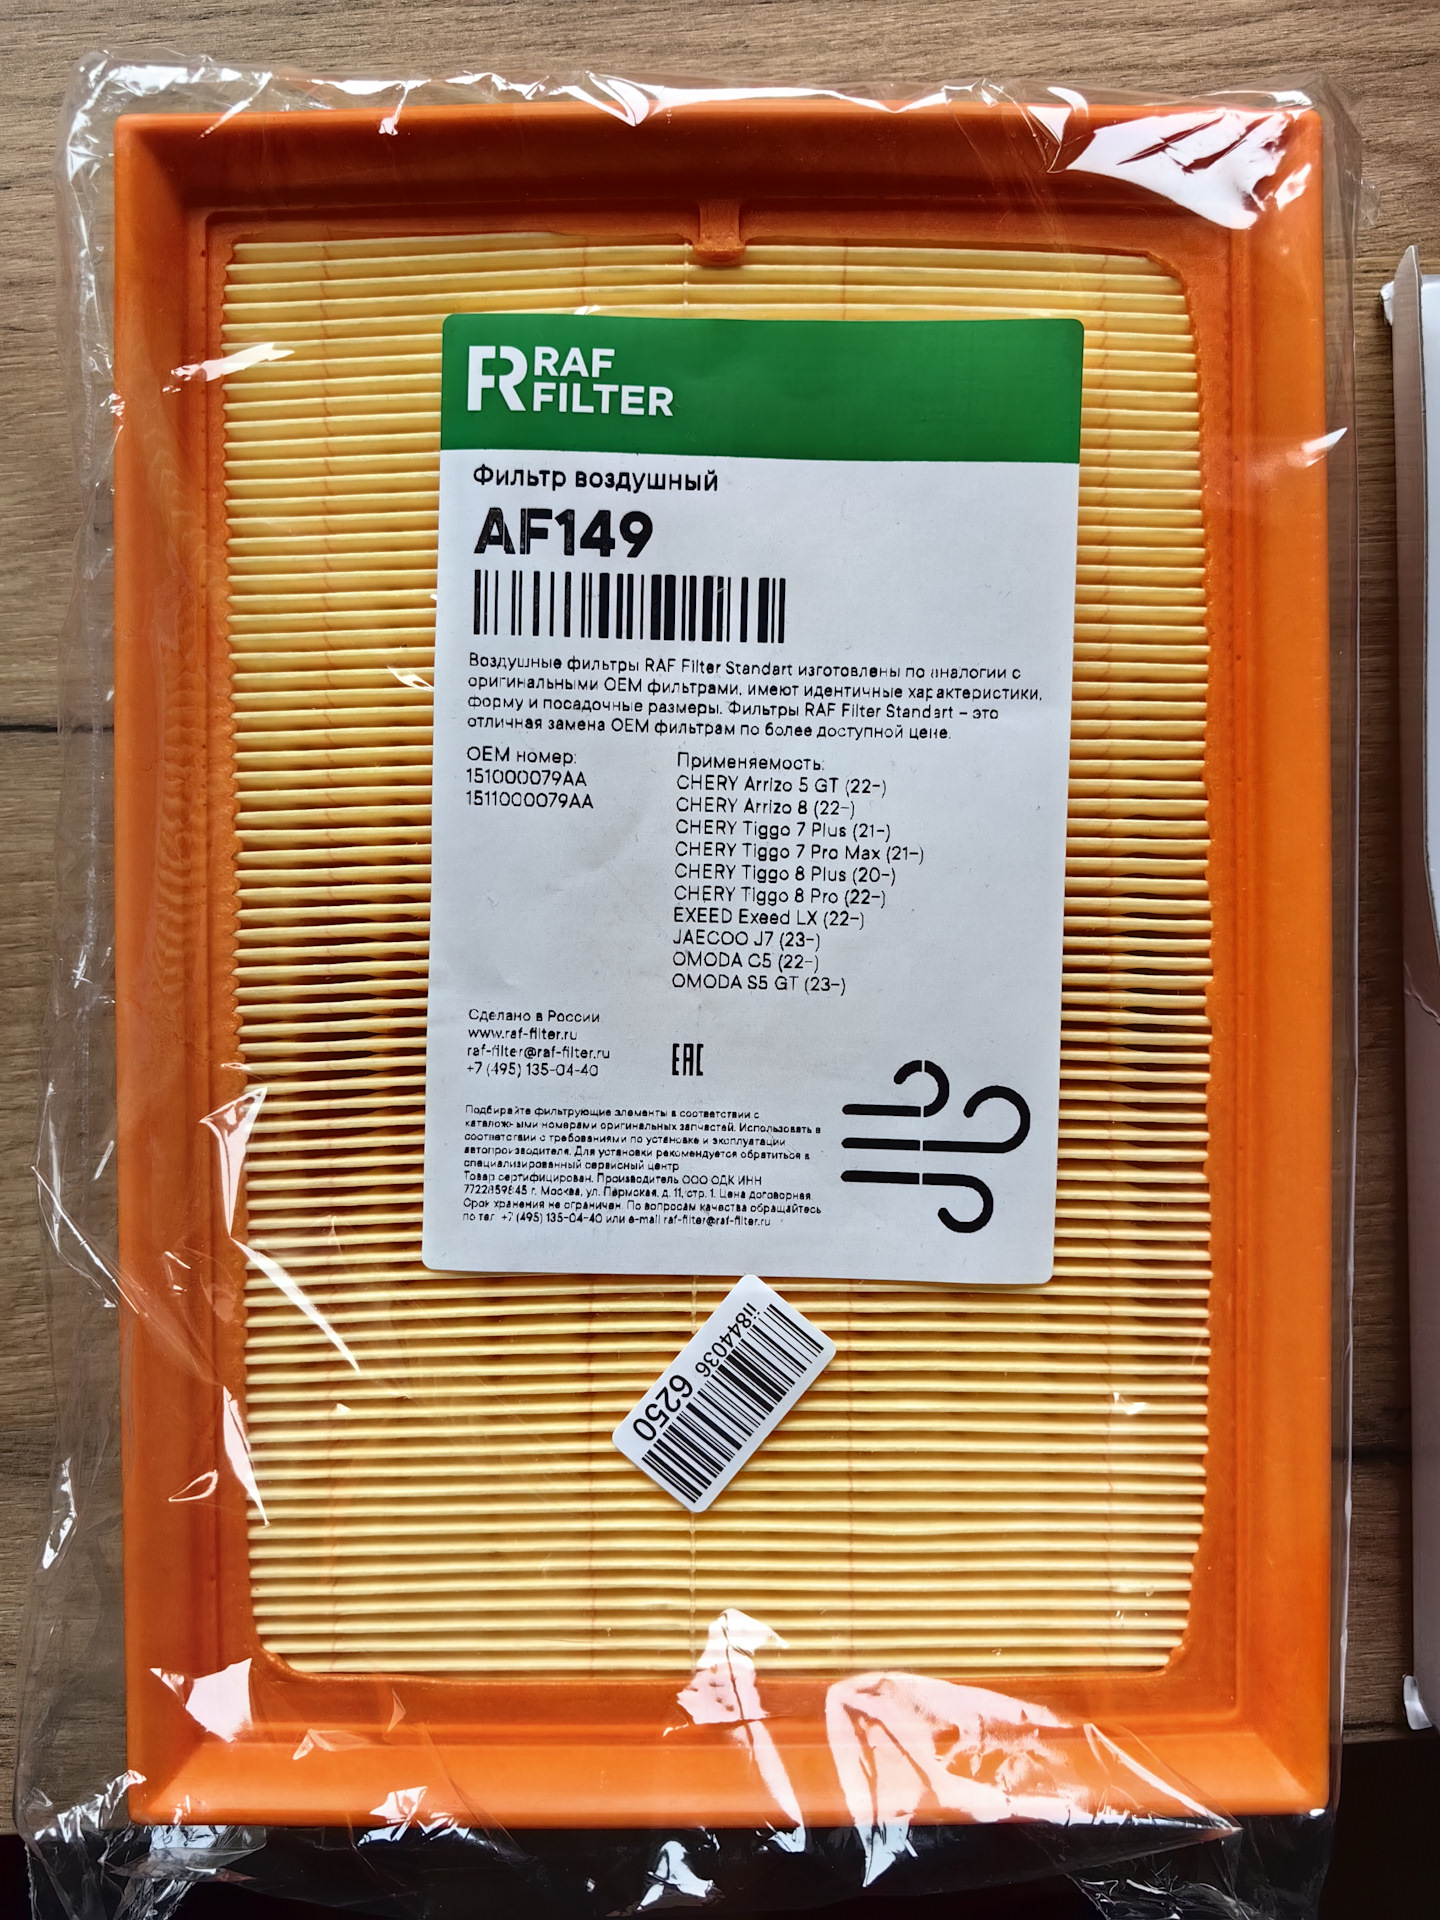 RAF
FILTER
Фильтр воздушный
AF149
Воздушные фильтры RAF Filter Standart изготовлены по аналогии с
оригинальными OEM фильтрами, имеют идентичные характеристики,
форму и посадочные размеры. Фильтры RAF Filter Standart – это
отличная замена OEM фильтрам по более доступной цене.
OEM номер:
151000079AA
1511000079AA
Применяемость:
CHERY Arrizo 5 GT (22-)
CHERY Arrizo 8 (22-)
CHERY Tiggo 7 Plus (21-)
CHERY Tiggo 7 Pro Max (21-)
CHERY Tiggo 8 Plus (20-)
CHERY Tiggo 8 Pro (22-)
EXEED Exeed LX (22-)
JAECOO J7 (23-)
OMODA C5 (22-)
OMODA S5 GT (23-)
Сделано в России
www.raf-filter.ru
raf-filter@raf-filter.ru
+7 (495) 135-04-40
EAC
Подбирайте фильтрующие элементы в соответствии с
каталожными номерами оригинальных запчастей. Использовать в
соответствии с требованиями по установке и эксплуатации
автопроизводителя. Для установки рекомендуется обратиться в
специализированный сервисный центр
Товар сертифицирован. Производитель ООО ОДК ИНН
г. Москва, ул. Пермская, д. 11, стр. 1. Цена договорная.
Срок хранения не ограничен. По вопросам качества обращайтесь
по тел. +7 (495) 135-04-40 или e-mail raf-filter@raf-filter.ru
ii844036 6250